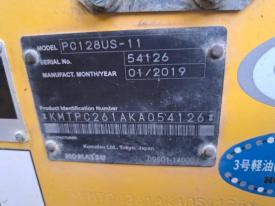 MODEL PC128US-11
SERIAL No. 54126
MANUFACT. MONTH/YEAR 01/2019
Product Identification Number
*KMTPC261AKA054126*
Komatsu Ltd., Tokyo, Japan
KOMATSU
3号軽油